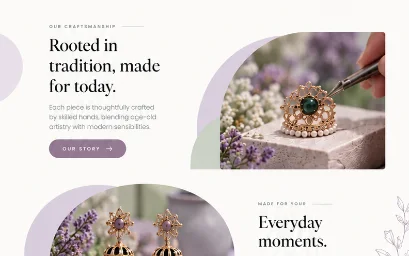 OUR CRAFTSMANSHIP
Rooted in
tradition, made
for today.
Each piece is thoughtfully crafted
by skilled hands, blending age-old
artistry with modern sensibilities.
OUR STORY →
MADE FOR YOUR
Everyday
moments.